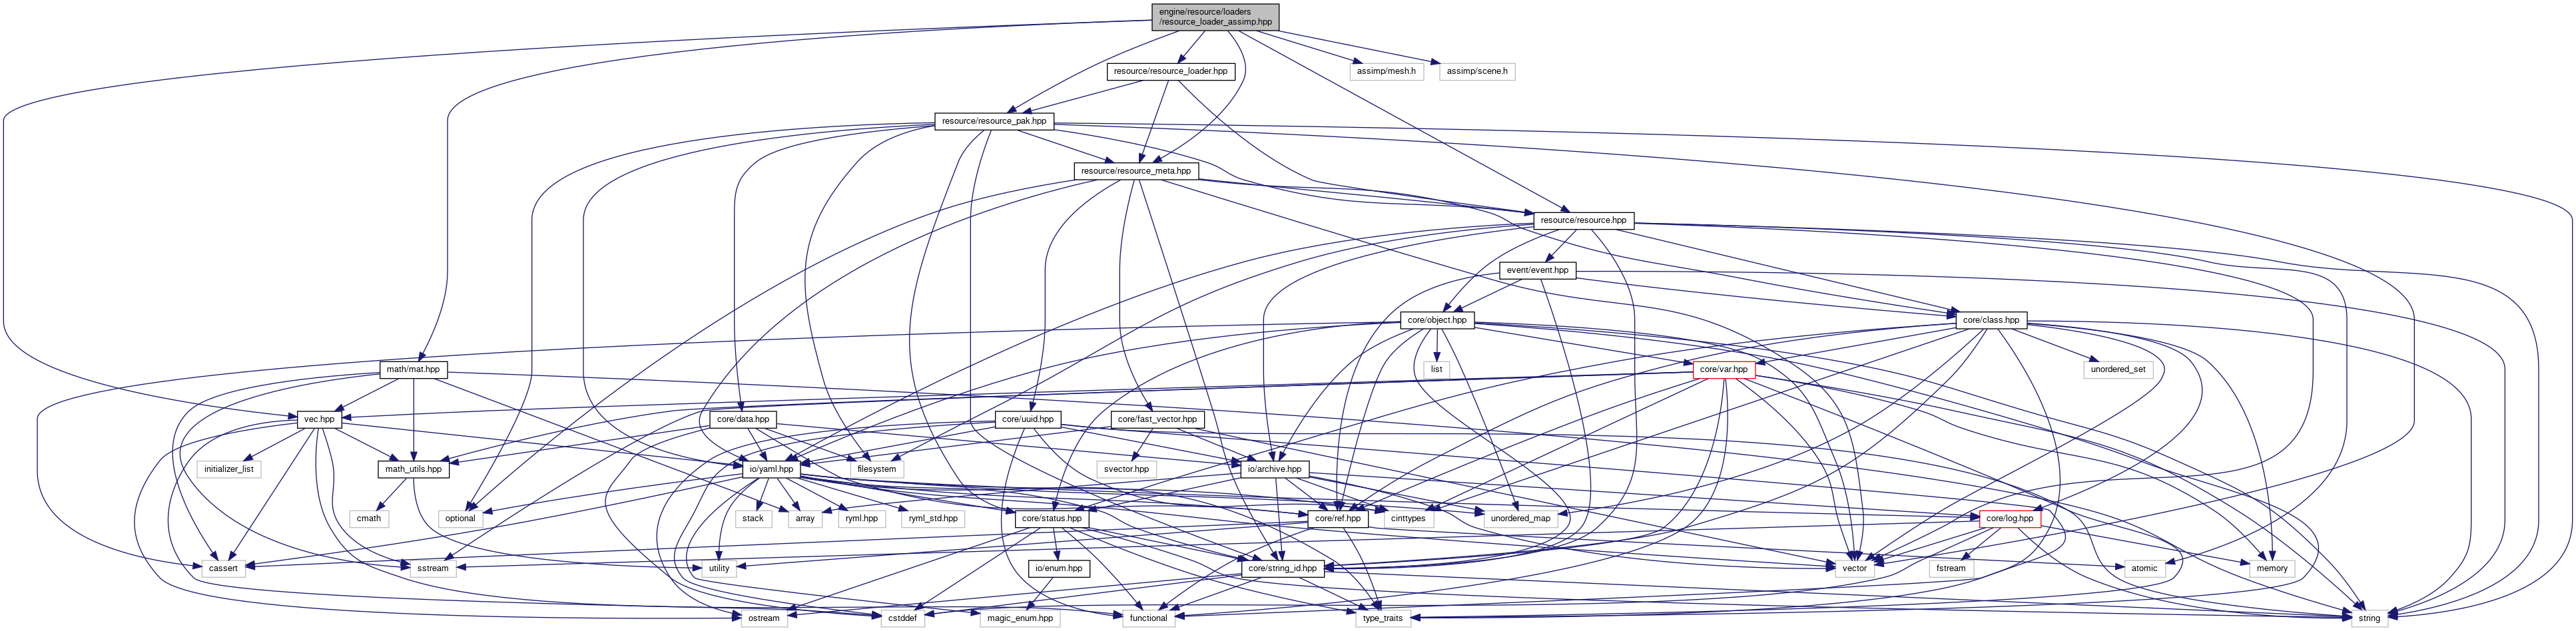 engine/resource/loaders
/resource_loader_assimp.hpp
resource/resource_loader.hpp
assimp/mesh.h
assimp/scene.h
resource/resource_pak.hpp
resource/resource_meta.hpp
resource/resource.hpp
event/event.hpp
core/object.hpp
core/class.hpp
math/mat.hpp
list
core/var.hpp
unordered_set
vec.hpp
core/data.hpp
core/uuid.hpp
core/fast_vector.hpp
initializer_list
math_utils.hpp
io/yaml.hpp
filesystem
svector.hpp
io/archive.hpp
cmath
optional
stack
array
ryml.hpp
ryml_std.hpp
core/status.hpp
core/ref.hpp
cinttypes
unordered_map
core/log.hpp
cassert
sstream
utility
io/enum.hpp
core/string_id.hpp
vector
fstream
atomic
memory
ostream
cstddef
magic_enum.hpp
functional
type_traits
string